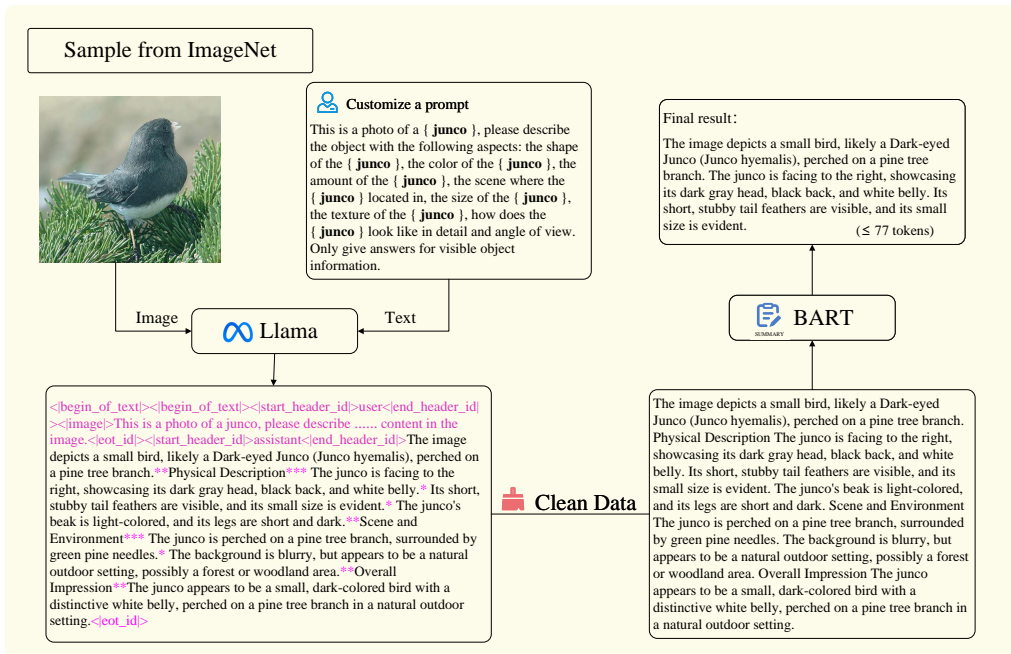 Sample from ImageNet
Customize a prompt
This is a photo of a { junco }, please describe
the object with the following aspects: the shape
of the { junco }, the color of the { junco }, the
amount of the { junco }, the scene where the
{ junco } located in, the size of the { junco },
the texture of the { junco }, how does the
{ junco } look like in detail and angle of view.
Only give answers for visible object
information.
Image
Text
Llama
<|begin_of_text|><|begin_of_text|><|start_header_id|>user<|end_header_id|
><|image|>This is a photo of a junco, please describe ...... content in the
image.<|eot_id|><|start_header_id|>assistant<|end_header_id|>The image
depicts a small bird, likely a Dark-eyed Junco (Junco hyemalis), perched on
a pine tree branch.**Physical Description*** The junco is facing to the
right, showcasing its dark gray head, black back, and white belly.* Its short,
stubby tail feathers are visible, and its small size is evident.* The junco's
beak is light-colored, and its legs are short and dark.**Scene and
Environment*** The junco is perched on a pine tree branch, surrounded by
green pine needles.* The background is blurry, but appears to be a natural
outdoor setting, possibly a forest or woodland area.**Overall
Impression**The junco appears to be a small, dark-colored bird with a
distinctive white belly, perched on a pine tree branch in a natural outdoor
setting.<|eot_id|>
Clean Data
The image depicts a small bird, likely a Dark-eyed
Junco (Junco hyemalis), perched on a pine tree branch.
Physical Description The junco is facing to the right,
showcasing its dark gray head, black back, and white
belly. Its short, stubby tail feathers are visible, and its
small size is evident. The junco's beak is light-colored,
and its legs are short and dark. Scene and Environment
The junco is perched on a pine tree branch, surrounded
by green pine needles. The background is blurry, but
appears to be a natural outdoor setting, possibly a forest
or woodland area. Overall Impression The junco
appears to be a small, dark-colored bird with a
distinctive white belly, perched on a pine tree branch in
a natural outdoor setting.
SUMMARY
BART
Final result：
The image depicts a small bird, likely a Dark-eyed
Junco (Junco hyemalis), perched on a pine tree
branch. The junco is facing to the right, showcasing
its dark gray head, black back, and white belly. Its
short, stubby tail feathers are visible, and its small
size is evident.
(≤ 77 tokens)